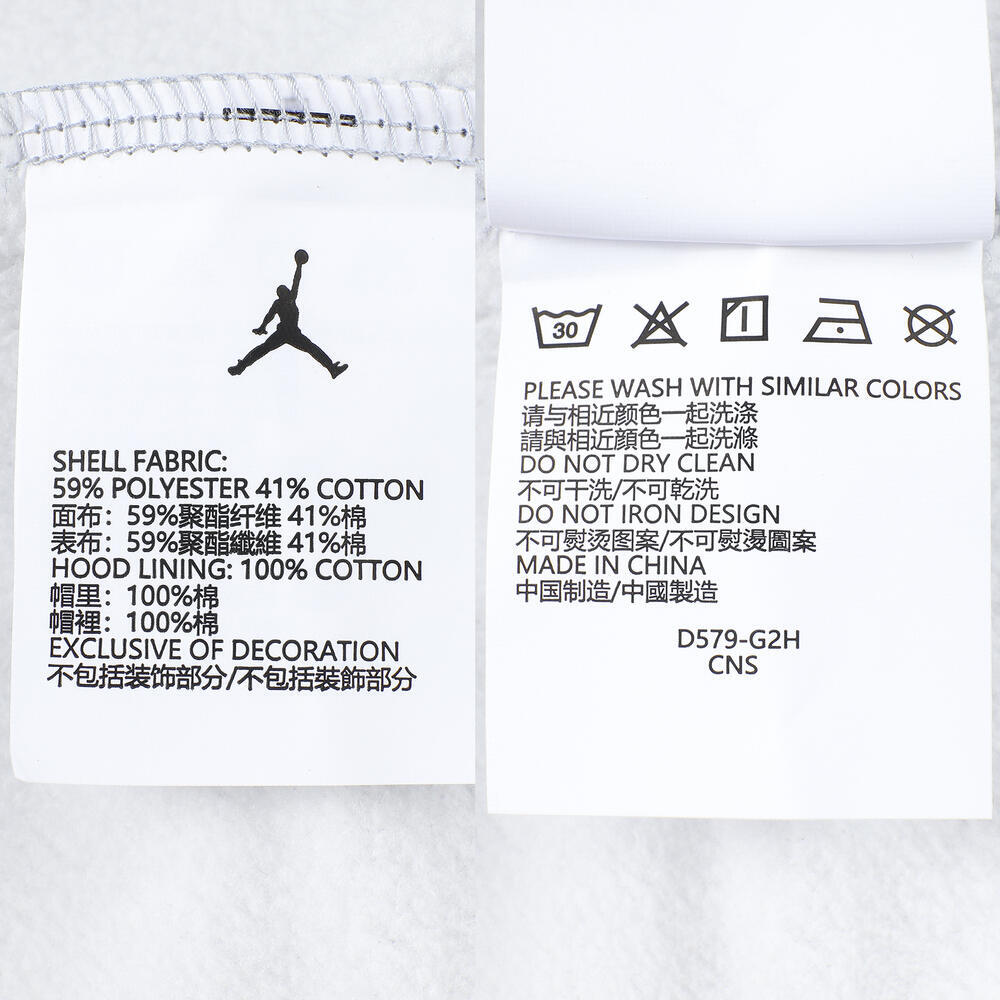 SHELL FABRIC:
59% POLYESTER 41% COTTON
面布：59%聚酯纤维 41%棉
表布：59%聚酯纖維 41%棉
HOOD LINING: 100% COTTON
帽里：100%棉
帽裡：100%棉
EXCLUSIVE OF DECORATION
不包括装饰部分/不包括裝飾部分
30
PLEASE WASH WITH SIMILAR COLORS
请与相近颜色一起洗涤
請與相近顔色一起洗滌
DO NOT DRY CLEAN
不可干洗/不可乾洗
DO NOT IRON DESIGN
不可熨烫图案/不可熨燙圖案
MADE IN CHINA
中国制造/中國製造
D579-G2H
CNS